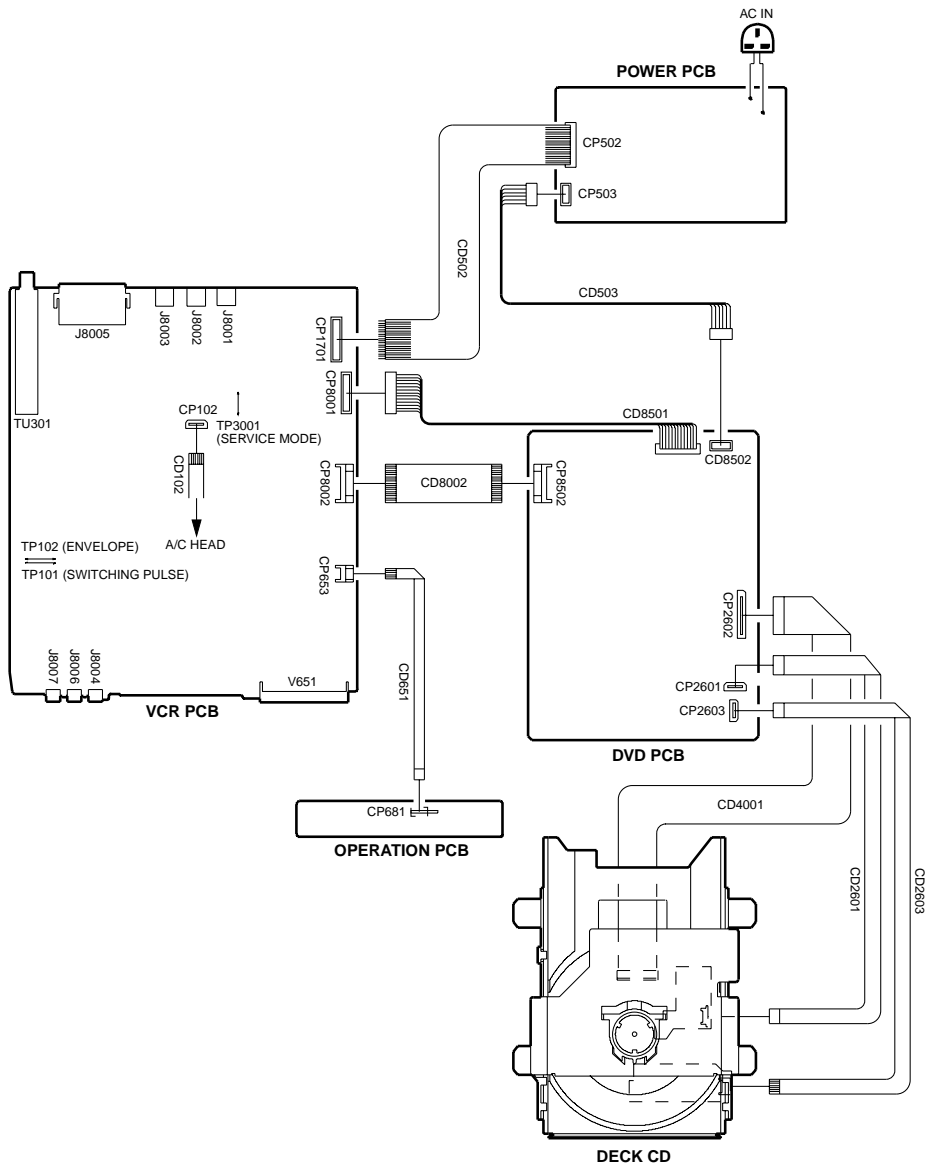 AC IN
POWER PCB
CP502
CP503
CD502
CD503
J8005
J8003
J8002
J8001
CP1701
CP8001
TU301
CP102
TP3001
(SERVICE MODE)
CD102
A/C HEAD
CP8002
CD8002
CP8502
CD8501
CD8502
TP102 (ENVELOPE)
TP101 (SWITCHING PULSE)
CP653
CD651
CP2602
CP2601
CP2603
J8007
J8006
J8004
V651
VCR PCB
DVD PCB
CP681
OPERATION PCB
CD4001
CD2601
CD2603
DECK CD